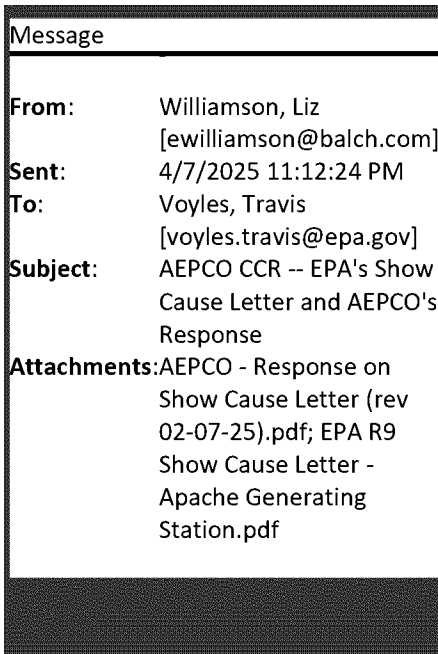 Message
From: Williamson, Liz
[ewilliamson@balch.com]
Sent: 4/7/2025 11:12:24 PM
To: Voyles, Travis
[voyles.travis@epa.gov]
Subject: AEPCO CCR -- EPA's Show
Cause Letter and AEPCO's
Response
Attachments:AEPCO - Response on
Show Cause Letter (rev
02-07-25).pdf; EPA R9
Show Cause Letter -
Apache Generating
Station.pdf